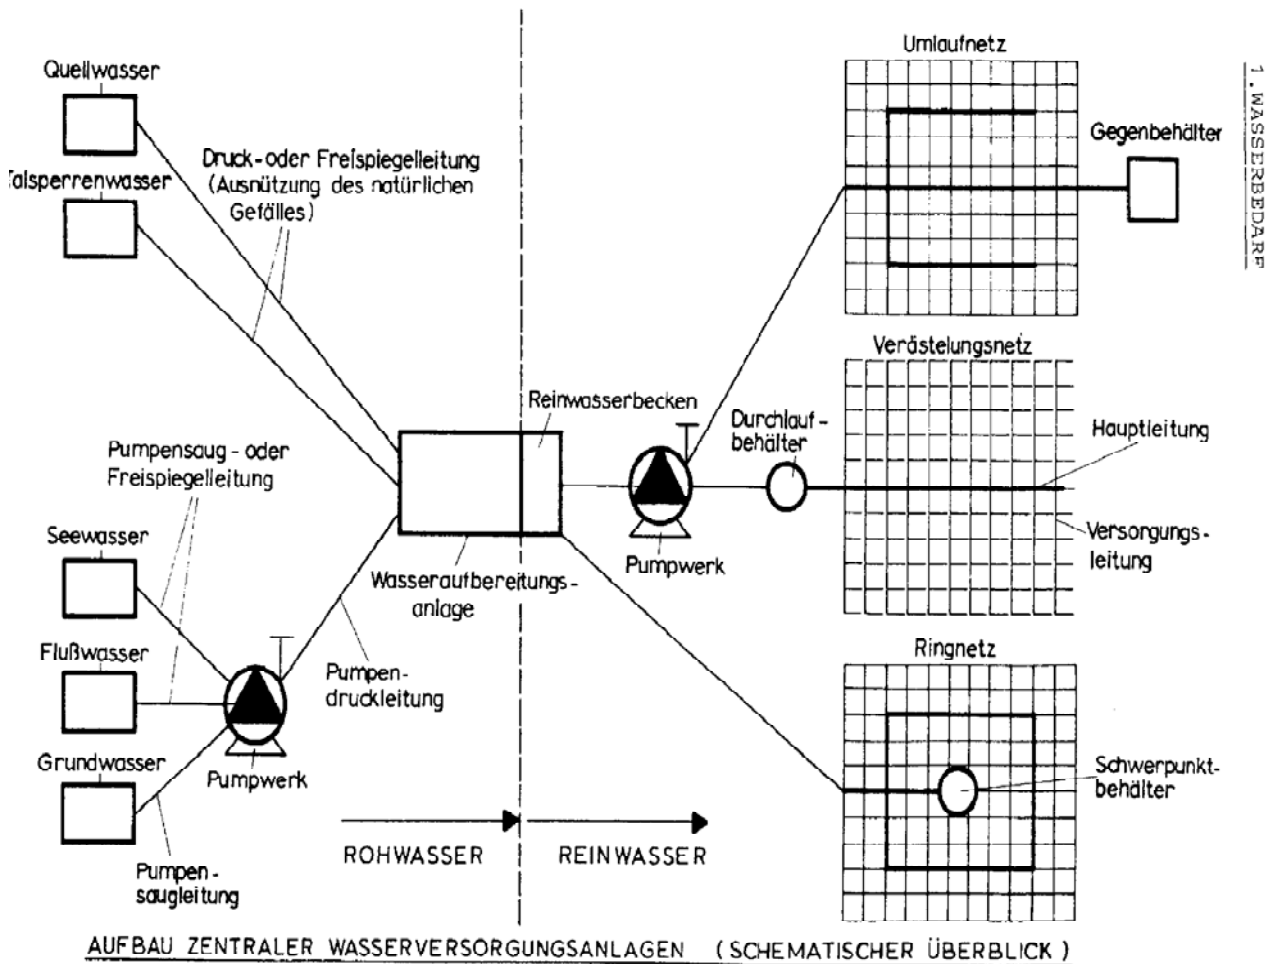 Quellwasser
Talsperrenwasser
Druck-oder Freispiegelleitung
(Ausnützung des natürlichen
Gefälles)
Pumpensaug- oder
Freispiegelleitung
Seewasser
Flußwasser
Grundwasser
Pumpwerk
Pumpen-
saugleitung
Pumpen-
druckleitung
Wasseraufbereitungs-
anlage
Reinwasserbecken
Pumpwerk
Durchlauf-
behälter
Umlaufnetz
Gegenbehälter
Verästelungsnetz
Hauptleitung
Versorgungs-
leitung
Ringnetz
Schwerpunkt-
behälter
ROHWASSER
REINWASSER
1. WASSERBEDARF
AUFBAU ZENTRALER WASSERVERSORGUNGSANLAGEN (SCHEMATISCHER ÜBERBLICK)